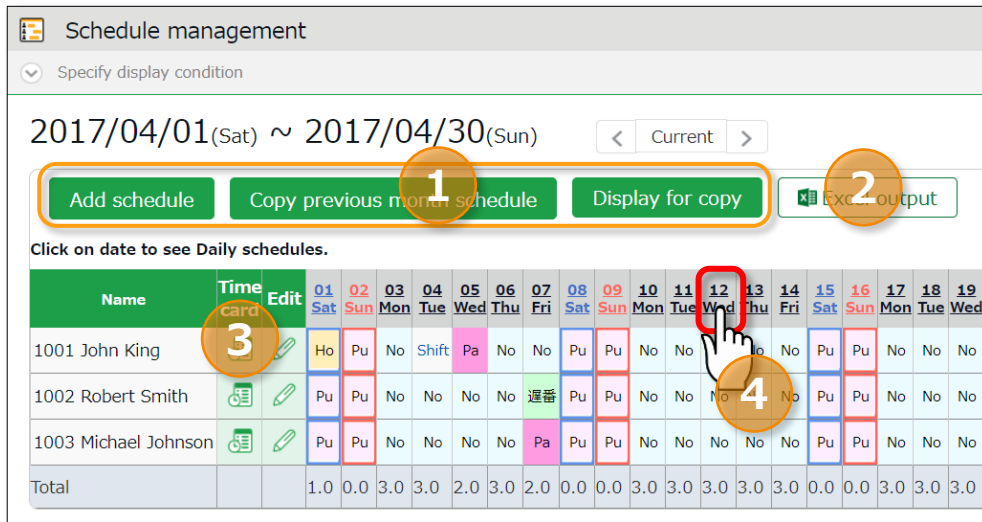 Schedule management
Specify display condition
2017/04/01(Sat) ~ 2017/04/30(Sun) < Current >
Add schedule Copy previous month schedule Display for copy Excel output
1 2
Click on date to see Daily schedules.
Name Time card Edit 01 Sat 02 Sun 03 Mon 04 Tue 05 Wed 06 Thu 07 Fri 08 Sat 09 Sun 10 Mon 11 Tue 12 Wed 13 Thu 14 Fri 15 Sat 16 Sun 17 Mon 18 Tue 19 Wed
1001 John King 3 Ho Pu No Shift Pa No No Pu Pu No No No No Pu Pu No No No
1002 Robert Smith Pu Pu No No No No 遅番 Pu Pu No No No 4 No Pu Pu No No No
1003 Michael Johnson Pu Pu No No No No Pa Pu Pu No No No No No Pu Pu No No No
Total 1.0 0.0 3.0 3.0 2.0 3.0 2.0 0.0 0.0 3.0 3.0 3.0 3.0 3.0 0.0 0.0 3.0 3.0 3.0